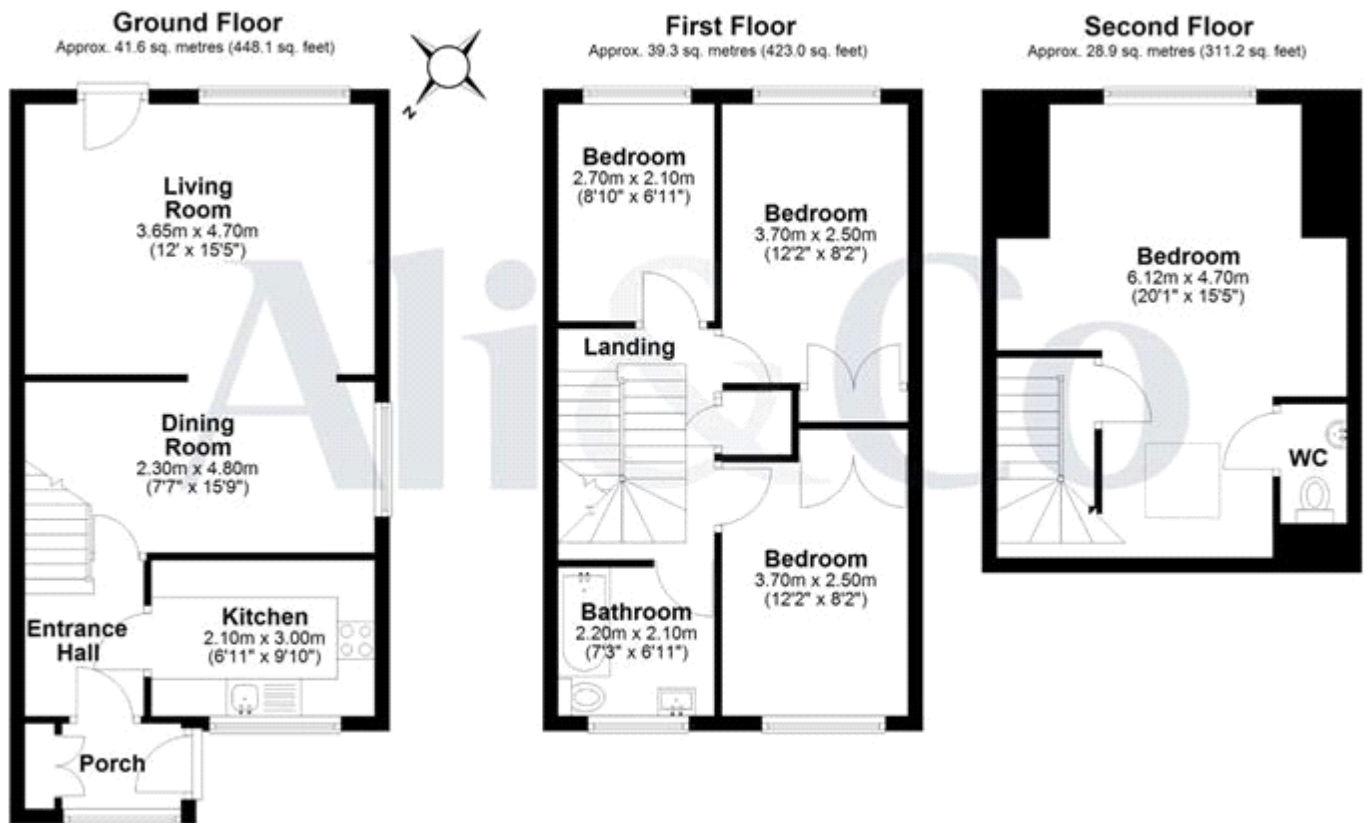 Ground Floor
Approx. 41.6 sq. metres (448.1 sq. feet)
N
Living
Room
3.65m x 4.70m
(12' x 15'5")
Dining
Room
2.30m x 4.80m
(7'7" x 15'9")
Kitchen
2.10m x 3.00m
(6'11" x 9'10")
Entrance
Hall
Porch
First Floor
Approx. 39.3 sq. metres (423.0 sq. feet)
Bedroom
2.70m x 2.10m
(8'10" x 6'11")
Bedroom
3.70m x 2.50m
(12'2" x 8'2")
Landing
Bedroom
3.70m x 2.50m
(12'2" x 8'2")
Bathroom
2.20m x 2.10m
(7'3" x 6'11")
Second Floor
Approx. 28.9 sq. metres (311.2 sq. feet)
Bedroom
6.12m x 4.70m
(20'1" x 15'5")
WC
Ali&Co